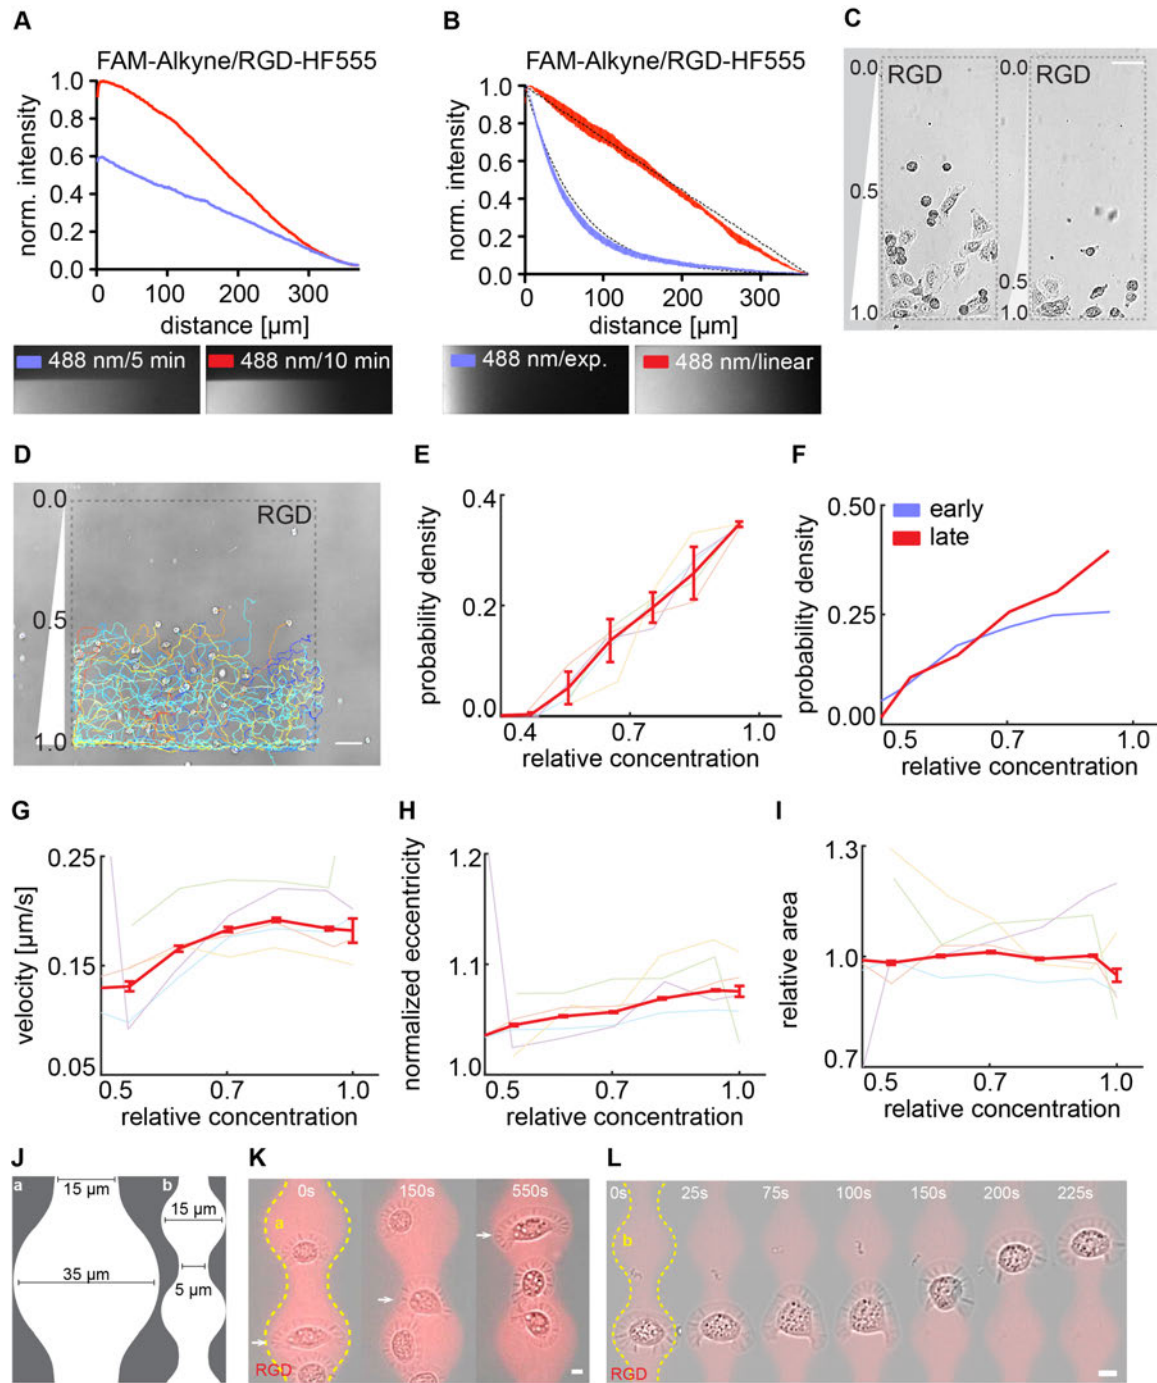 A
FAM-Alkyne/RGD-HF555
norm. intensity
1.0
0.8
0.6
0.4
0.2
0.0
0
100
200
300
distance [µm]
488 nm/5 min
488 nm/10 min
B
FAM-Alkyne/RGD-HF555
norm. intensity
1.0
0.8
0.6
0.4
0.2
0.0
0
100
200
300
distance [µm]
488 nm/exp.
488 nm/linear
C
0.0
RGD
0.5
1.0
0.0
RGD
0.5
1.0
D
0.0
RGD
0.5
1.0
E
probability density
0.4
0.2
0.0
0.4
0.7
1.0
relative concentration
F
probability density
0.50
0.25
0.00
early
late
0.5
0.7
1.0
relative concentration
G
velocity [µm/s]
0.25
0.15
0.05
0.5
0.7
1.0
relative concentration
H
normalized eccentricity
1.2
1.1
1.0
0.5
0.7
1.0
relative concentration
I
relative area
1.3
1.0
0.7
0.5
0.7
1.0
relative concentration
J
a
15 µm
35 µm
b
15 µm
5 µm
K
0s
150s
550s
a
RGD
L
0s
25s
75s
100s
150s
200s
225s
b
RGD